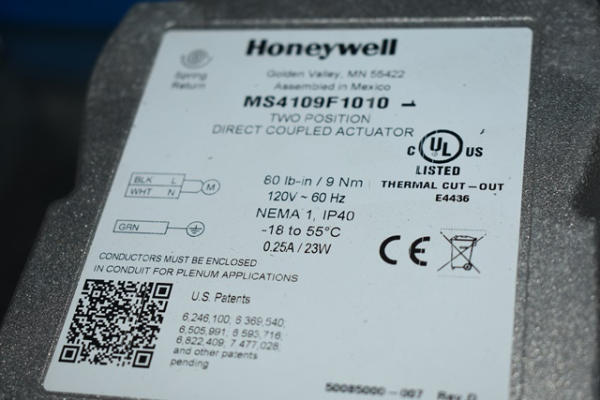 Honeywell
Spring
Return
Golden Valley, MN 55422
Assembled in Mexico
MS4109F1010
TWO POSITION
DIRECT COUPLED ACTUATOR
C UL US
LISTED
THERMAL CUT-OUT
E4436
BLK L
WHT N
M
GRN
80 lb-in / 9 Nm
120V ~ 60 Hz
NEMA 1, IP40
-18 to 55°C
0.25A / 23W
CE
CONDUCTORS MUST BE ENCLOSED
IN CONDUIT FOR PLENUM APPLICATIONS
U.S. Patents
6,246,100; 6,369,540;
6,505,991; 6,593,716;
6,822,409; 7,477,028;
and other patents
pending
50085000-007 Rev.